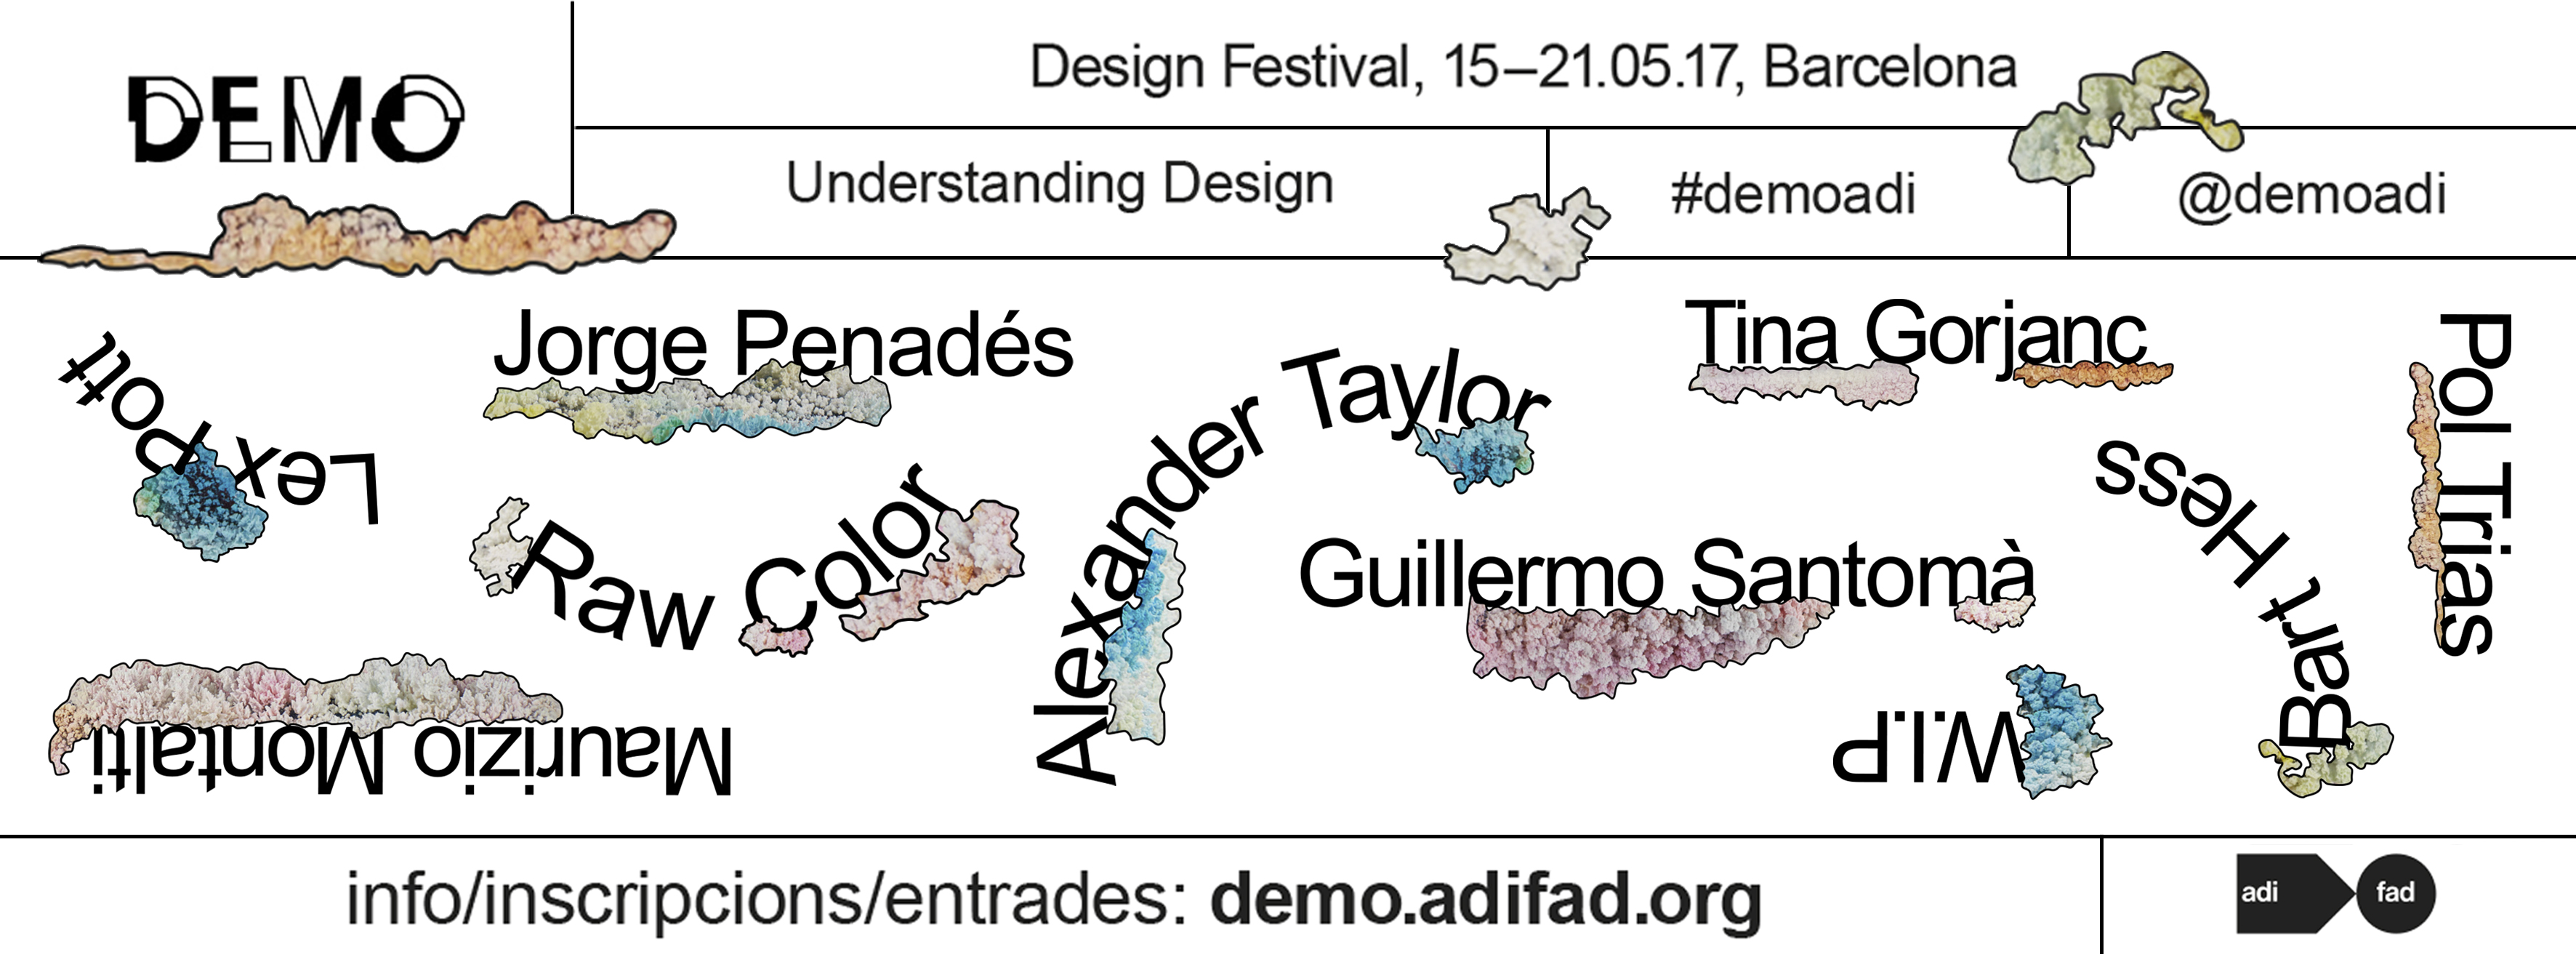 DEMO
Design Festival, 15–21.05.17, Barcelona
Understanding Design
#demoadi
@demoadi
Lex Pott
Jorge Penadés
Raw Color
Maurizio Montalti
Alexander Taylor
Tina Gorjanc
Guillermo Santomà
W.I.P
Bart Hess
Pol Trias
info/inscripcions/entrades: demo.adifad.org
adi fad